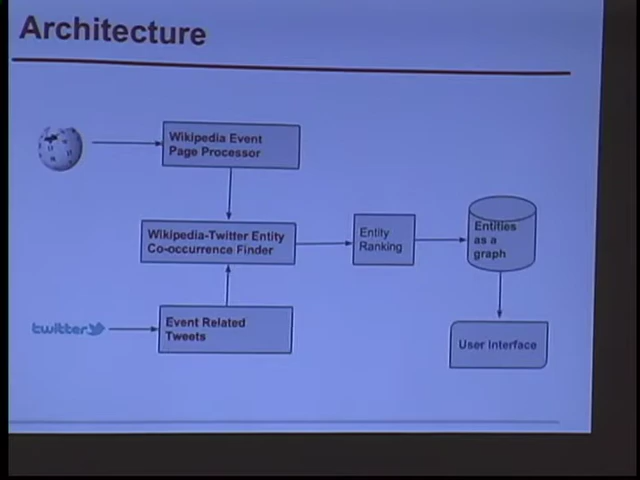 Architecture
Wikipedia Event
Page Processor
Wikipedia-Twitter Entity
Co-occurrence Finder
Entity
Ranking
Entities
as a
graph
twitter
Event Related
Tweets
User Interface